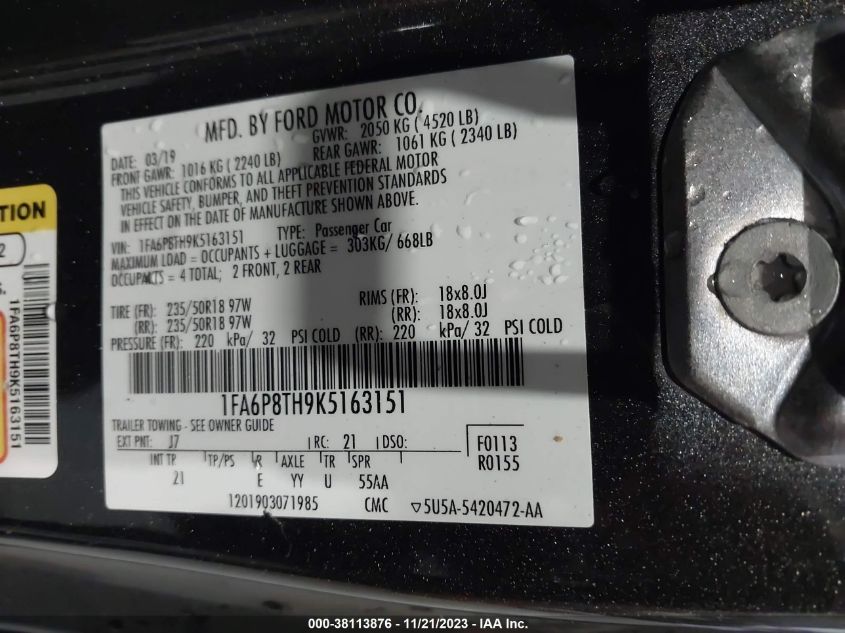 MFD. BY FORD MOTOR CO.
DATE: 03/19 GVWR: 2050 KG ( 4520 LB)
FRONT GAWR: 1016 KG ( 2240 LB) REAR GAWR: 1061 KG ( 2340 LB)
THIS VEHICLE CONFORMS TO ALL APPLICABLE FEDERAL MOTOR
VEHICLE SAFETY, BUMPER, AND THEFT PREVENTION STANDARDS
IN EFFECT ON THE DATE OF MANUFACTURE SHOWN ABOVE.
VIN: 1FA6P8TH9K5163151 TYPE: Passenger Car
MAXIMUM LOAD = OCCUPANTS + LUGGAGE = 303KG/ 668LB
OCCUPANTS = 4 TOTAL; 2 FRONT, 2 REAR
TIRE (FR): 235/50R18 97W RIMS (FR): 18x8.0J
(RR): 235/50R18 97W (RR): 18x8.0J
PRESSURE (FR): 220 kPa/ 32 PSI COLD (RR): 220 kPa/ 32 PSI COLD
1FA6P8TH9K5163151
TRAILER TOWING - SEE OWNER GUIDE
EXT PNT: J7 RC: 21 DSO: F0113
INT TR TP/PS R AXLE TR SPR R0155
21 E YY U 55AA
1201903071985 CMC ▽5U5A-5420472-AA
TION
2
S.
1FA6P8TH9K5163151
000-38113876 - 11/21/2023 - IAA Inc.